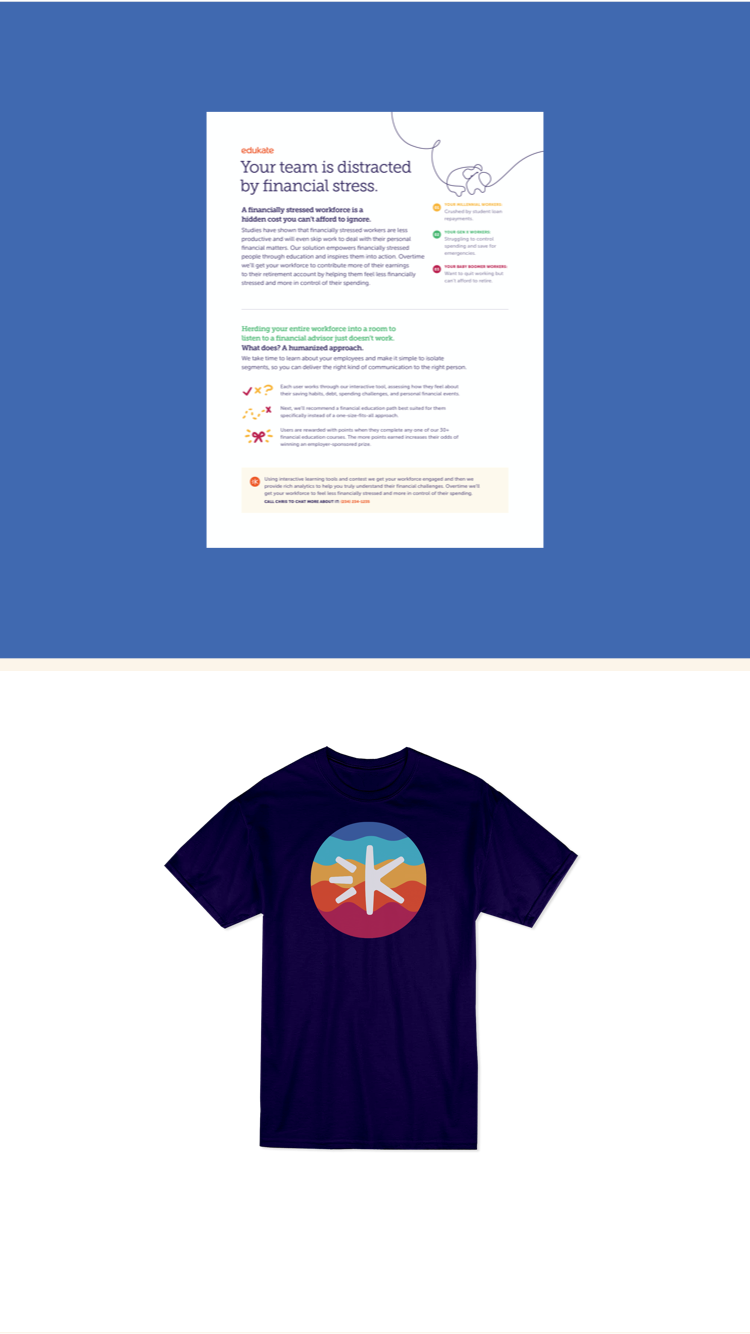 edukate
Your team is distracted
by financial stress.
A financially stressed workforce is a
hidden cost you can't afford to ignore.
Studies have shown that financially stressed workers are less
productive and will even skip work to deal with their personal
financial matters. Our solution empowers financially stressed
people through education and inspires them into action. Overtime
we'll get your workforce to contribute more of their earnings
to their retirement account by helping them feel less financially
stressed and more in control of their spending.
YOUR MILLENNIAL WORKERS:
Crushed by student loan
repayments.
YOUR GEN X WORKERS:
Struggling to control
spending and save for
emergencies.
YOUR BABY BOOMER WORKERS:
Want to quit working but
can't afford to retire.
Herding your entire workforce into a room to
listen to a financial advisor just doesn't work.
What does? A humanized approach.
We take time to learn about your employees and make it simple to isolate
segments, so you can deliver the right kind of communication to the right person.
Each user works through our interactive tool, assessing how they feel about
their saving habits, debt, spending challenges, and personal financial events.
Next, we'll recommend a financial education path best suited for them
specifically instead of a one-size-fits-all approach.
Users are rewarded with points when they complete any one of our 30+
financial education courses. The more points earned increases their odds of
winning an employer-sponsored prize.
Using interactive learning tools and contest we get your workforce engaged and then we
provide rich analytics to help you truly understand their financial challenges. Overtime we'll
get your workforce to feel less financially stressed and more in control of their spending.
CALL CHRIS TO CHAT MORE ABOUT IT:
K